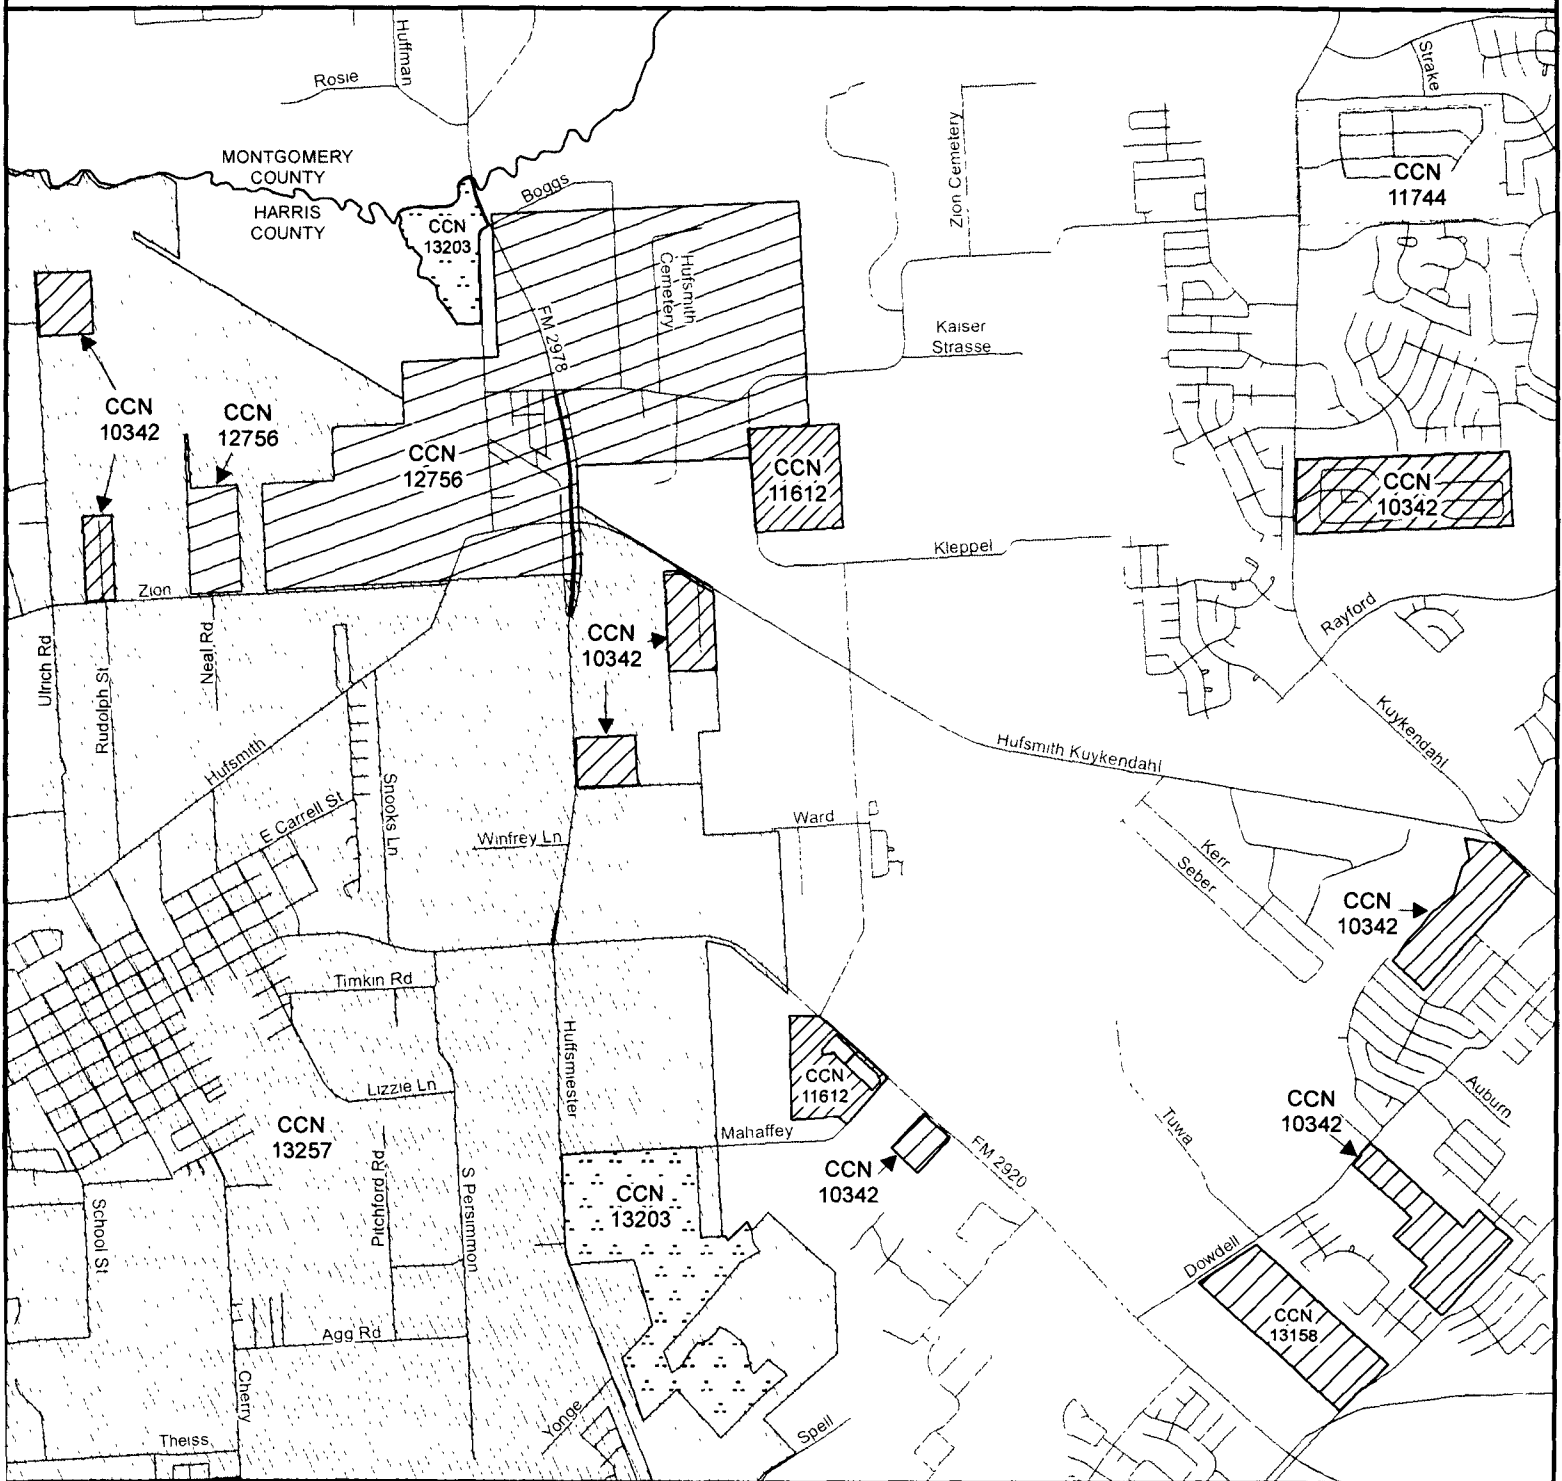 Huffman
Rosie
Strake
MONTGOMERY
COUNTY
HARRIS
COUNTY
Boggs
Zion Cemetery
CCN
11744
CCN
13203
Hufsmith
Cemetery
FM 2978
Kaiser
Strasse
CCN
10342
CCN
12756
CCN
12756
CCN
11612
CCN
10342
Kleppel
Zion
Rayford
CCN
10342
Ulrich Rd
Rudolph St
Neal Rd
Kuykendahl
Hufsmith
Hufsmith Kuykendahl
Snooks Ln
E Carrell St
Winfrey Ln
Ward
Kerr
Seber
CCN
10342
Timkin Rd
Huffsmiester
Lizzie Ln
CCN
11612
Auburn
CCN
10342
Tuwa
CCN
13257
Mahaffey
FM 2920
CCN
10342
Pitchford Rd
S Persimmon
CCN
13203
School St
Dowdell
CCN
13158
Agg Rd
Cherry
Yonge
Spell
Theiss